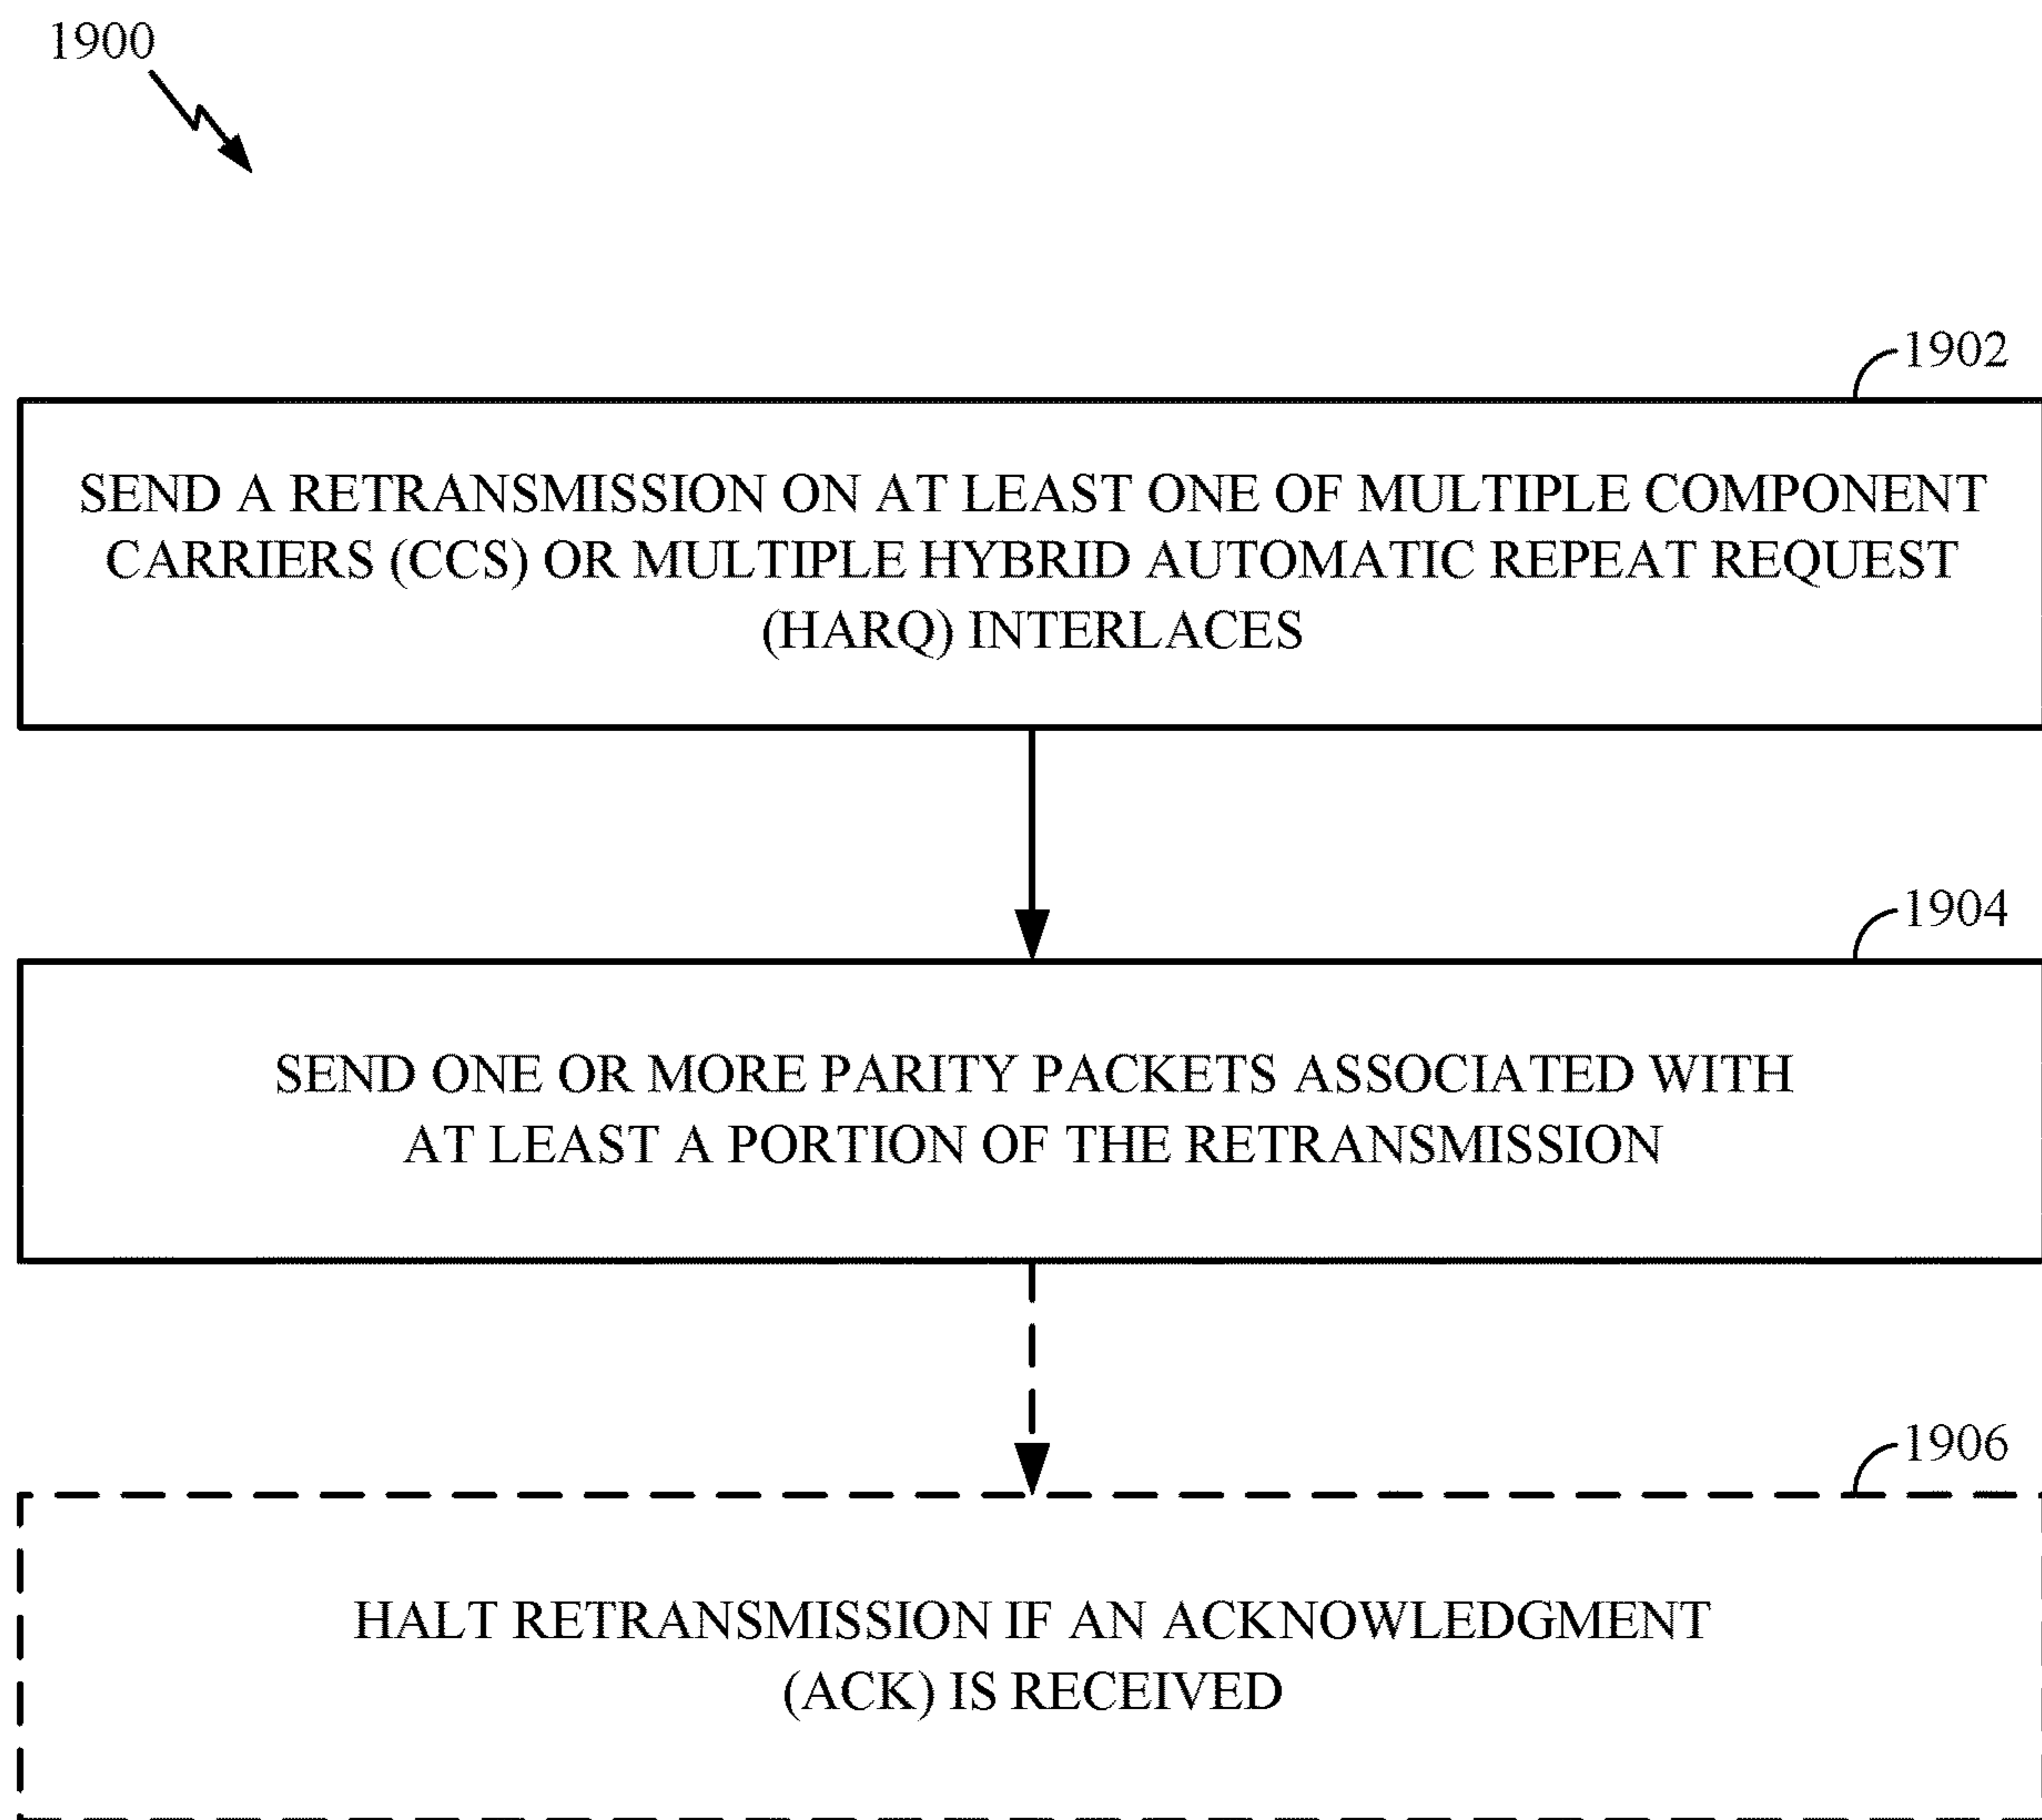 1900
1902
SEND A RETRANSMISSION ON AT LEAST ONE OF MULTIPLE COMPONENT
CARRIERS (CCS) OR MULTIPLE HYBRID AUTOMATIC REPEAT REQUEST
(HARQ) INTERLACES
1904
SEND ONE OR MORE PARITY PACKETS ASSOCIATED WITH
AT LEAST A PORTION OF THE RETRANSMISSION
1906
HALT RETRANSMISSION IF AN ACKNOWLEDGMENT
(ACK) IS RECEIVED